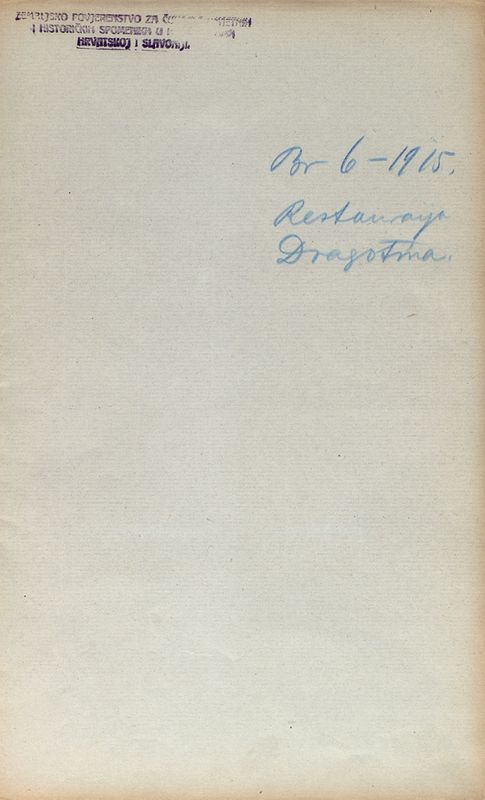 ZEMALJSKO POVJERENSTVO ZA
I HISTORIČKIH SPOMENIKA U
HRVATSKOJ I SLAVONIJI.
Br 6-1915.
Restauracija
Dragotina.